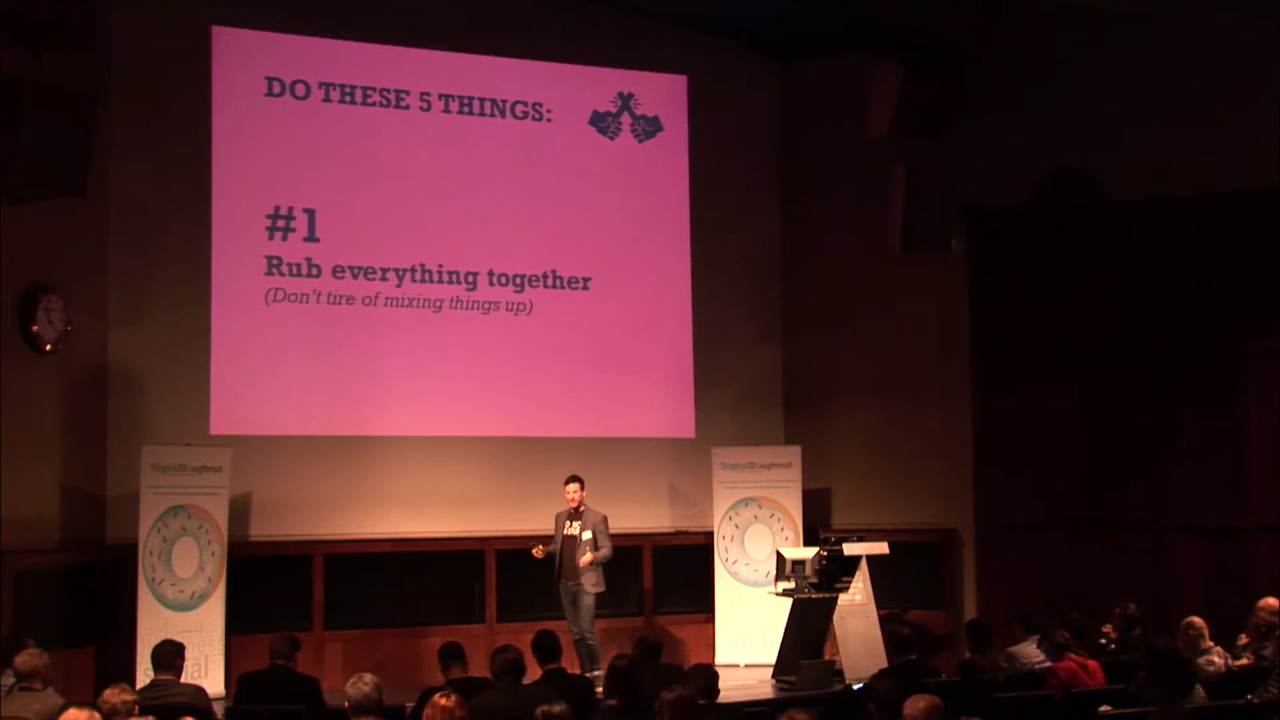 DO THESE 5 THINGS:
#1
Rub everything together
(Don't tire of mixing things up)
DigitalDoughnut
DigitalDoughnut